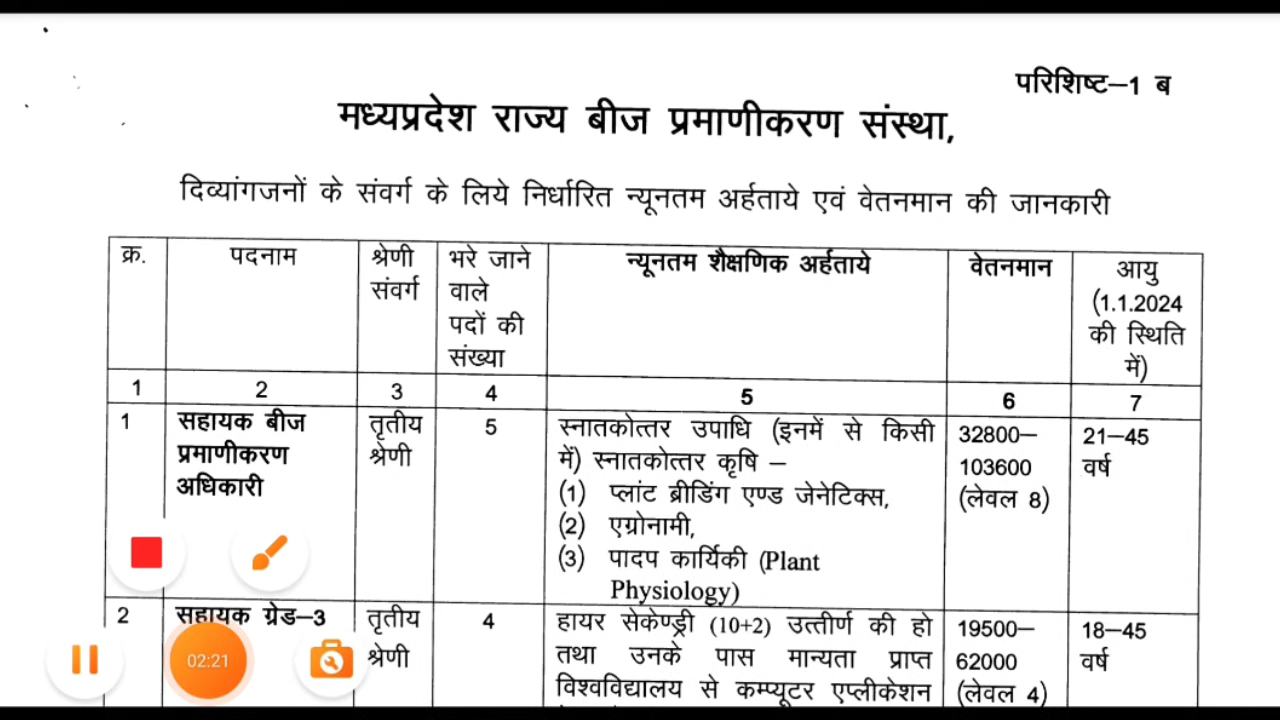 परिशिष्ट–1 ब
मध्यप्रदेश राज्य बीज प्रमाणीकरण संस्था,
दिव्यांगजनों के संवर्ग के लिये निर्धारित न्यूनतम अर्हताये एवं वेतनमान की जानकारी
क्र.
पदनाम
श्रेणी
संवर्ग
भरे जाने
वाले
पदों की
संख्या
न्यूनतम शैक्षणिक अर्हताये
वेतनमान
आयु
(1.1.2024
की स्थिति
में)
1
2
3
4
5
6
7
1
सहायक बीज
प्रमाणीकरण
अधिकारी
तृतीय
श्रेणी
5
स्नातकोत्तर उपाधि (इनमें से किसी
में) स्नातकोत्तर कृषि –
(1) प्लांट ब्रीडिंग एण्ड जेनेटिक्स,
(2) एग्रोनामी,
(3) पादप कार्यिकी (Plant
Physiology)
32800–
103600
(लेवल 8)
21–45
वर्ष
2
सहायक ग्रेड–3
तृतीय
श्रेणी
4
हायर सेकेण्ड्री (10+2) उत्तीर्ण की हो
तथा उनके पास मान्यता प्राप्त
विश्वविद्यालय से कम्प्यूटर एप्लीकेशन
19500–
62000
(लेवल 4)
18–45
वर्ष
02:21